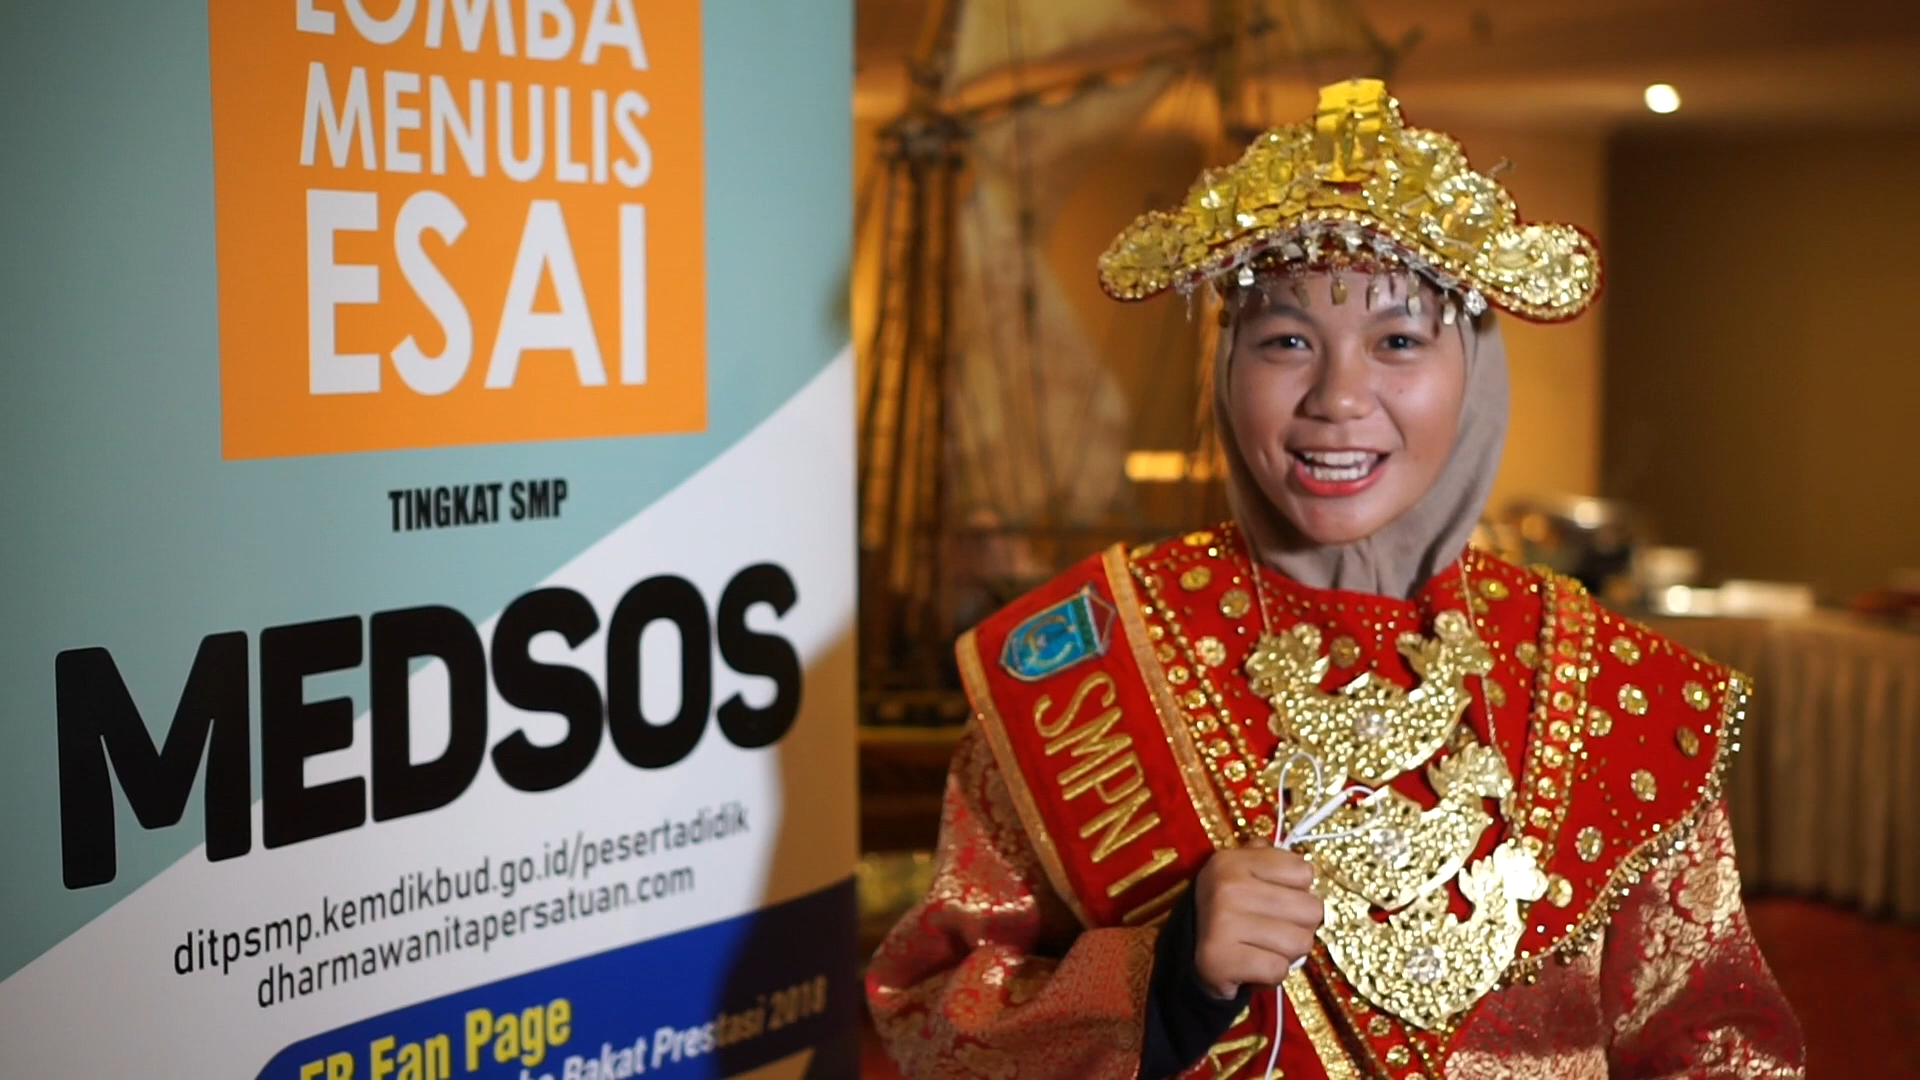 LOMBA
MENULIS
ESAI
TINGKAT SMP
MEDSOS
ditpsmp.kemdikbud.go.id/pesertadidik
dharmawanitapersatuan.com
FB Fan Page
Bakat Prestasi 2018
SMPN 1